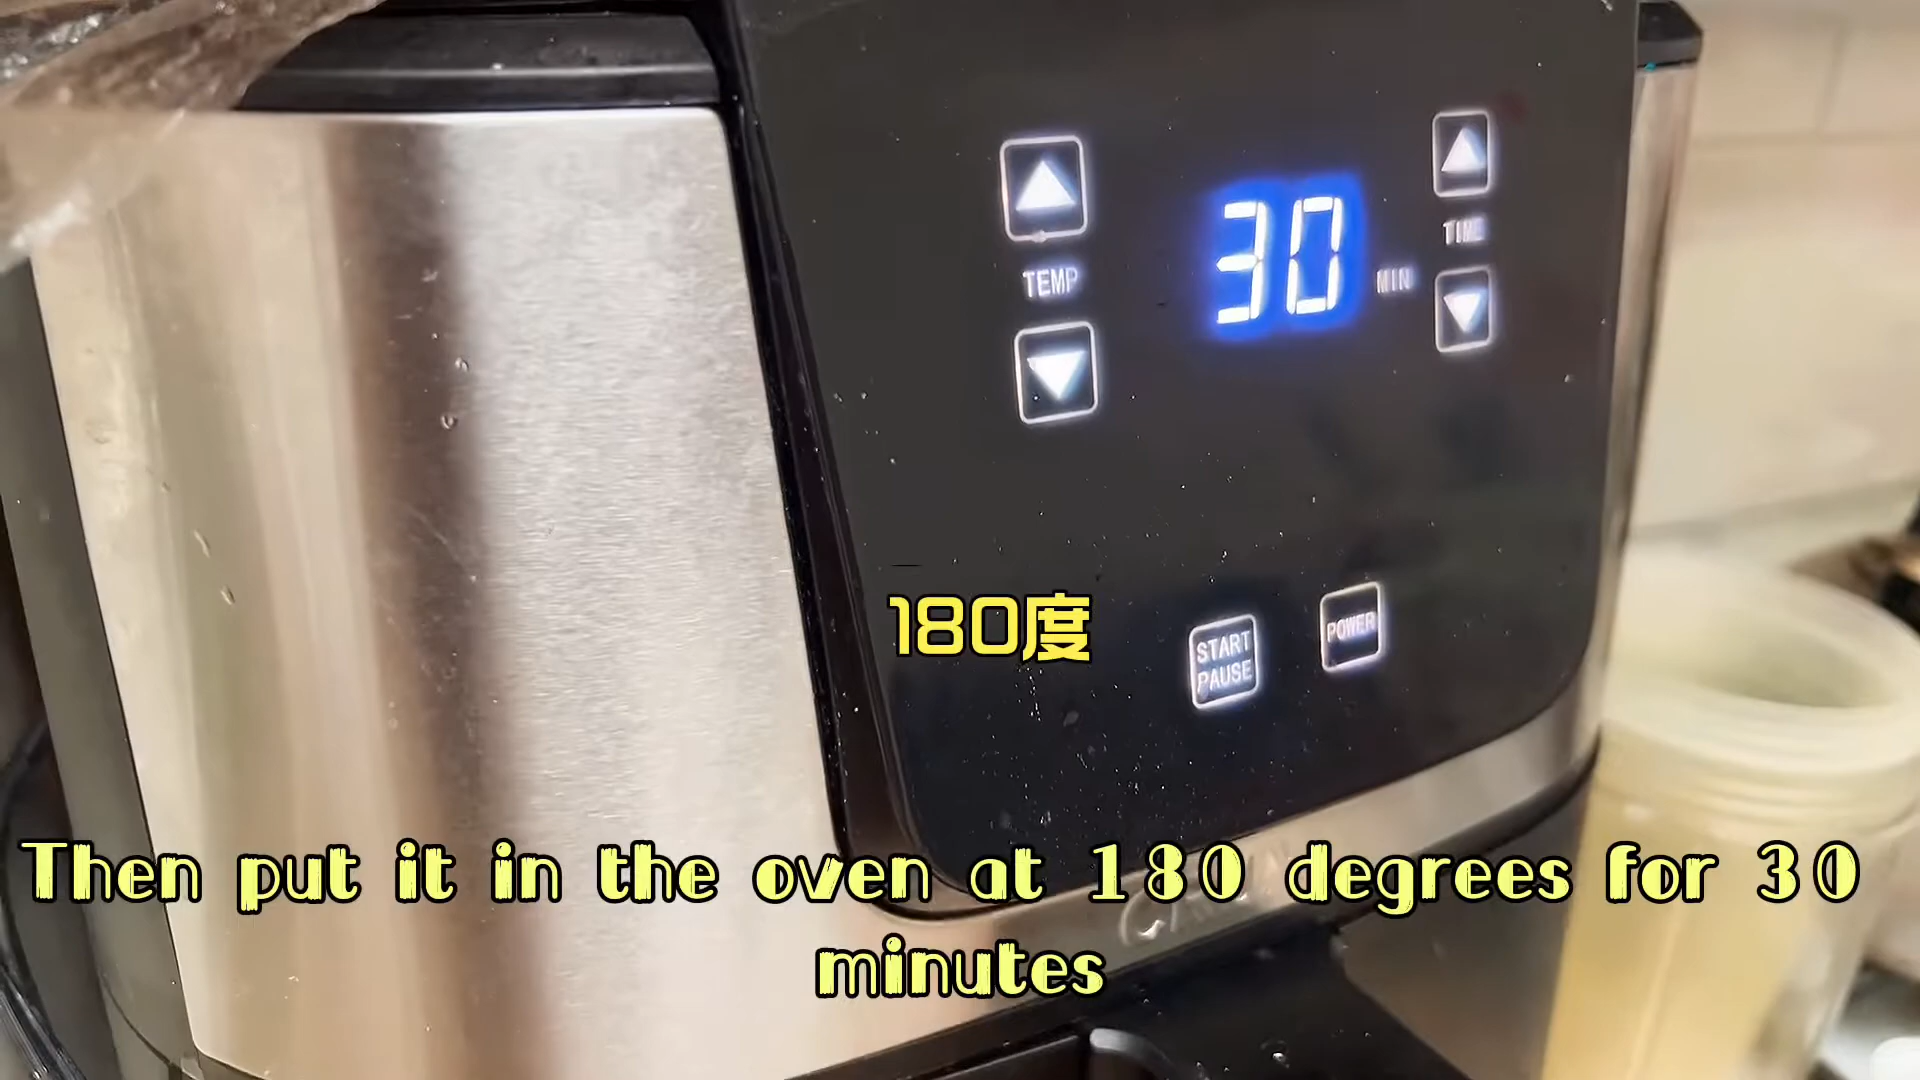 TEMP
30
MIN
TIME
180度
START
PAUSE
POWER
Then put it in the oven at 180 degrees for 30
minutes